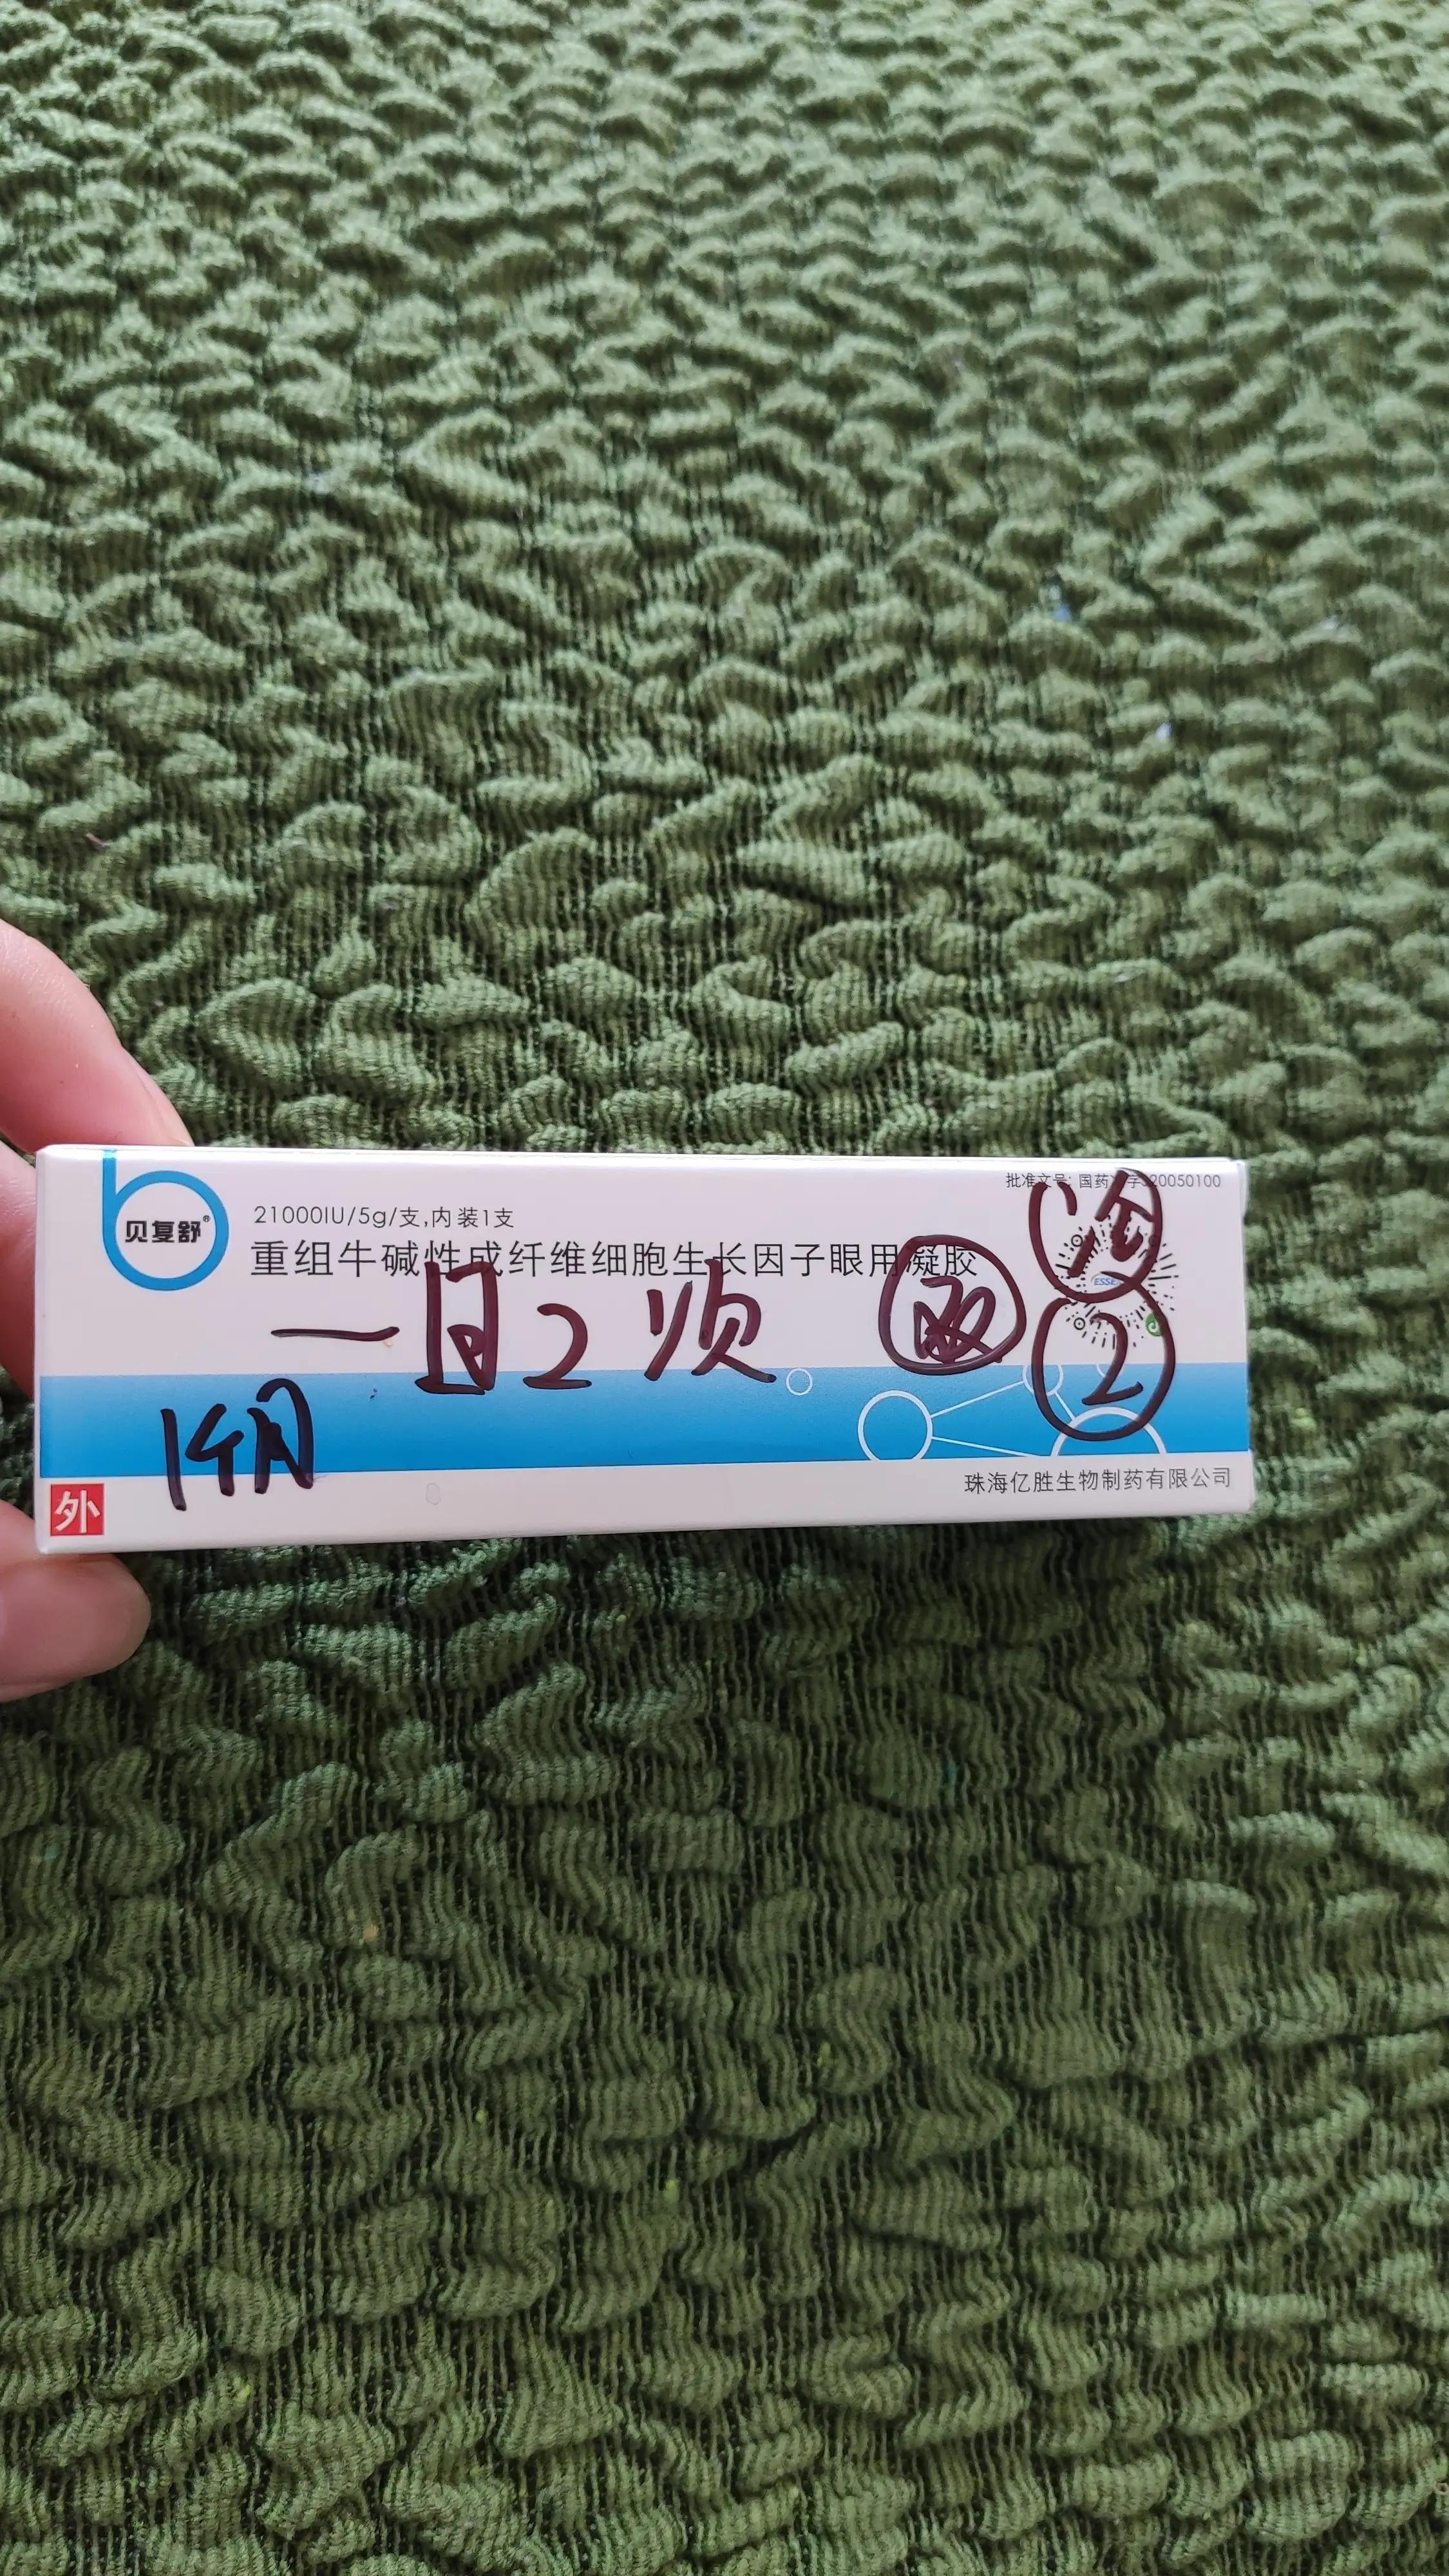 贝复舒®
批准文号: 国药准字S20050100
21000IU/5g/支,内装1支
重组牛碱性成纤维细胞生长因子眼用凝胶
冷
一日2次 双
2
1个月
外
珠海亿胜生物制药有限公司